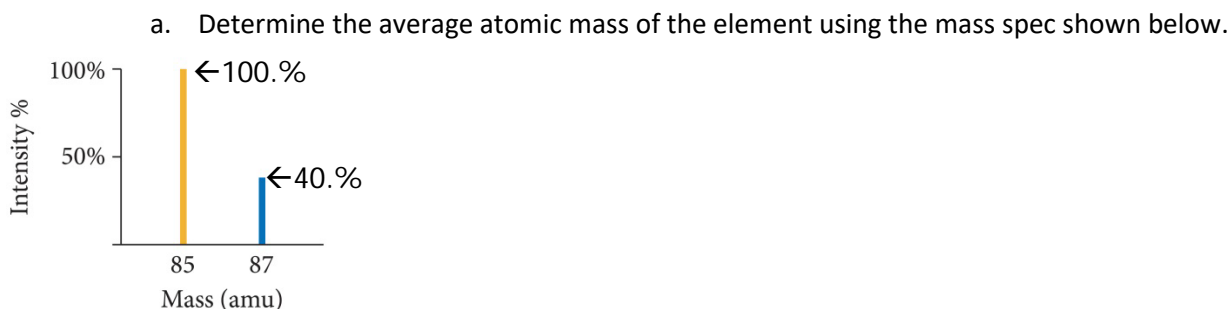 a. Determine the average atomic mass of the element using the mass spec shown below.
100%
←100.%
Intensity %
50%
←40.%
85 87
Mass (amu)